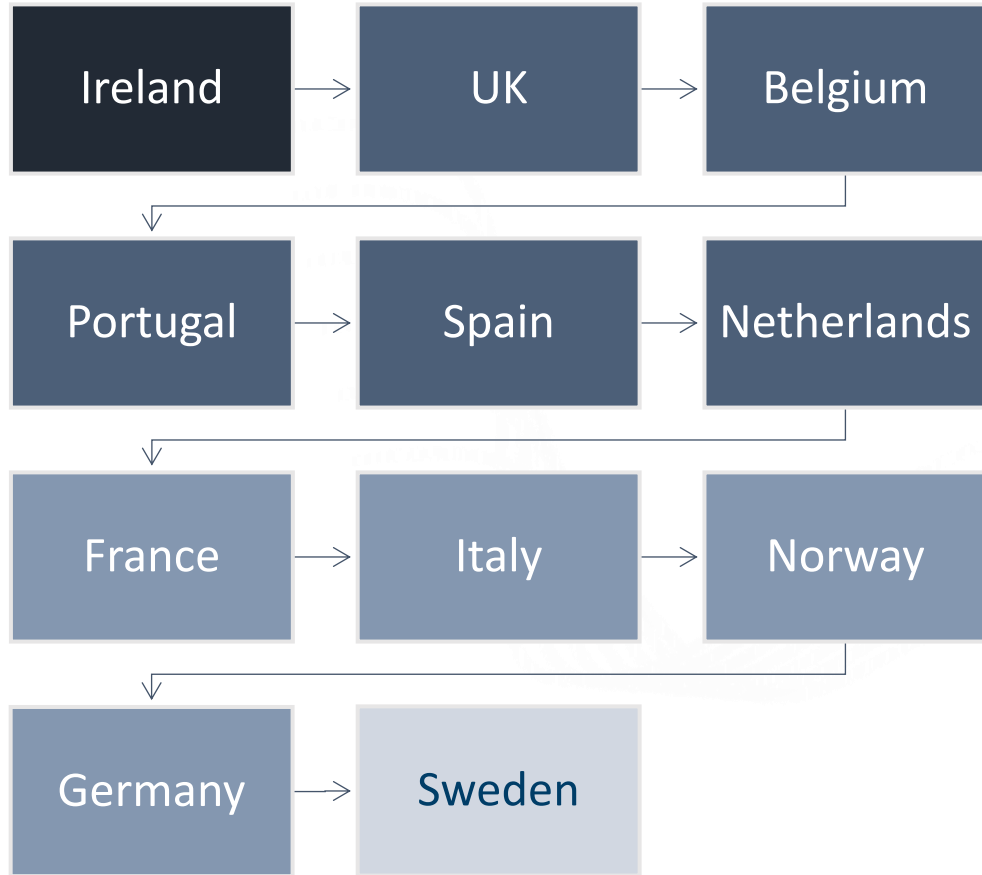 Ireland
UK
Belgium
Portugal
Spain
Netherlands
France
Italy
Norway
Germany
Sweden